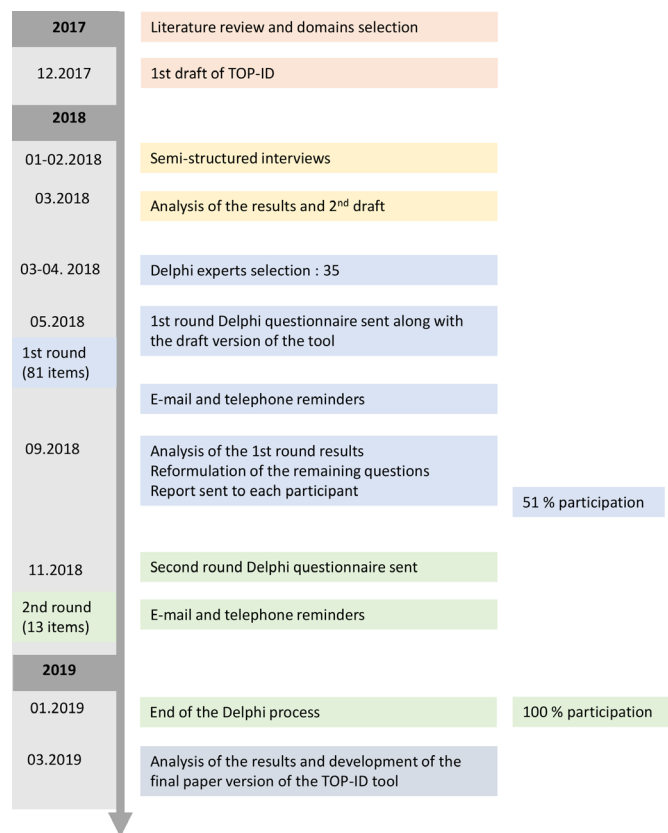 2017
Literature review and domains selection
12.2017
1st draft of TOP-ID
2018
01-02.2018
Semi-structured interviews
03.2018
Analysis of the results and 2nd draft
03-04. 2018
Delphi experts selection : 35
05.2018
1st round Delphi questionnaire sent along with
the draft version of the tool
1st round
(81 items)
E-mail and telephone reminders
09.2018
Analysis of the 1st round results
Reformulation of the remaining questions
Report sent to each participant
51 % participation
11.2018
Second round Delphi questionnaire sent
2nd round
(13 items)
E-mail and telephone reminders
2019
01.2019
End of the Delphi process
100 % participation
03.2019
Analysis of the results and development of the
final paper version of the TOP-ID tool